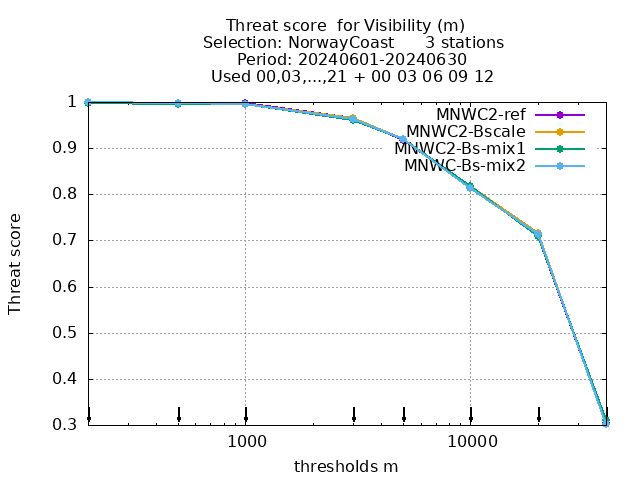 Threat score  for Visibility (m)
Selection: NorwayCoast      3 stations
Period: 20240601-20240630
Used 00,03,...,21 + 00 03 06 09 12
MNWC2-ref
MNWC2-Bscale
MNWC2-Bs-mix1
MNWC-Bs-mix2
Threat score
1
0.9
0.8
0.7
0.6
0.5
0.4
0.3
1000
10000
thresholds m